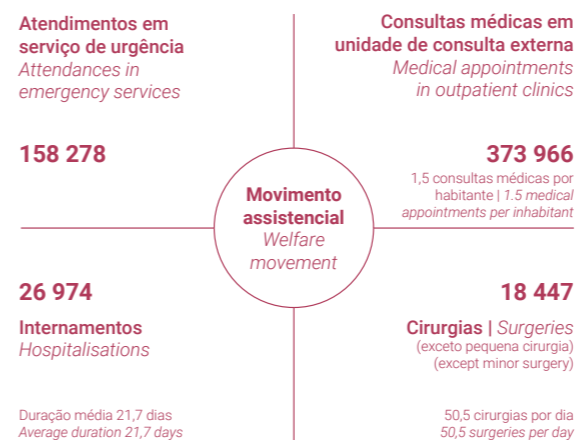 Atendimentos em
serviço de urgência
Attendances in
emergency services
158 278
Consultas médicas em
unidade de consulta externa
Medical appointments
in outpatient clinics
373 966
1,5 consultas médicas por
habitante | 1.5 medical
appointments per inhabitant
Movimento
assistencial
Welfare
movement
26 974
Internamentos
Hospitalisations
Duração média 21,7 dias
Average duration 21,7 days
18 447
Cirurgias | Surgeries
(exceto pequena cirurgia)
(except minor surgery)
50,5 cirurgias por dia
50,5 surgeries per day